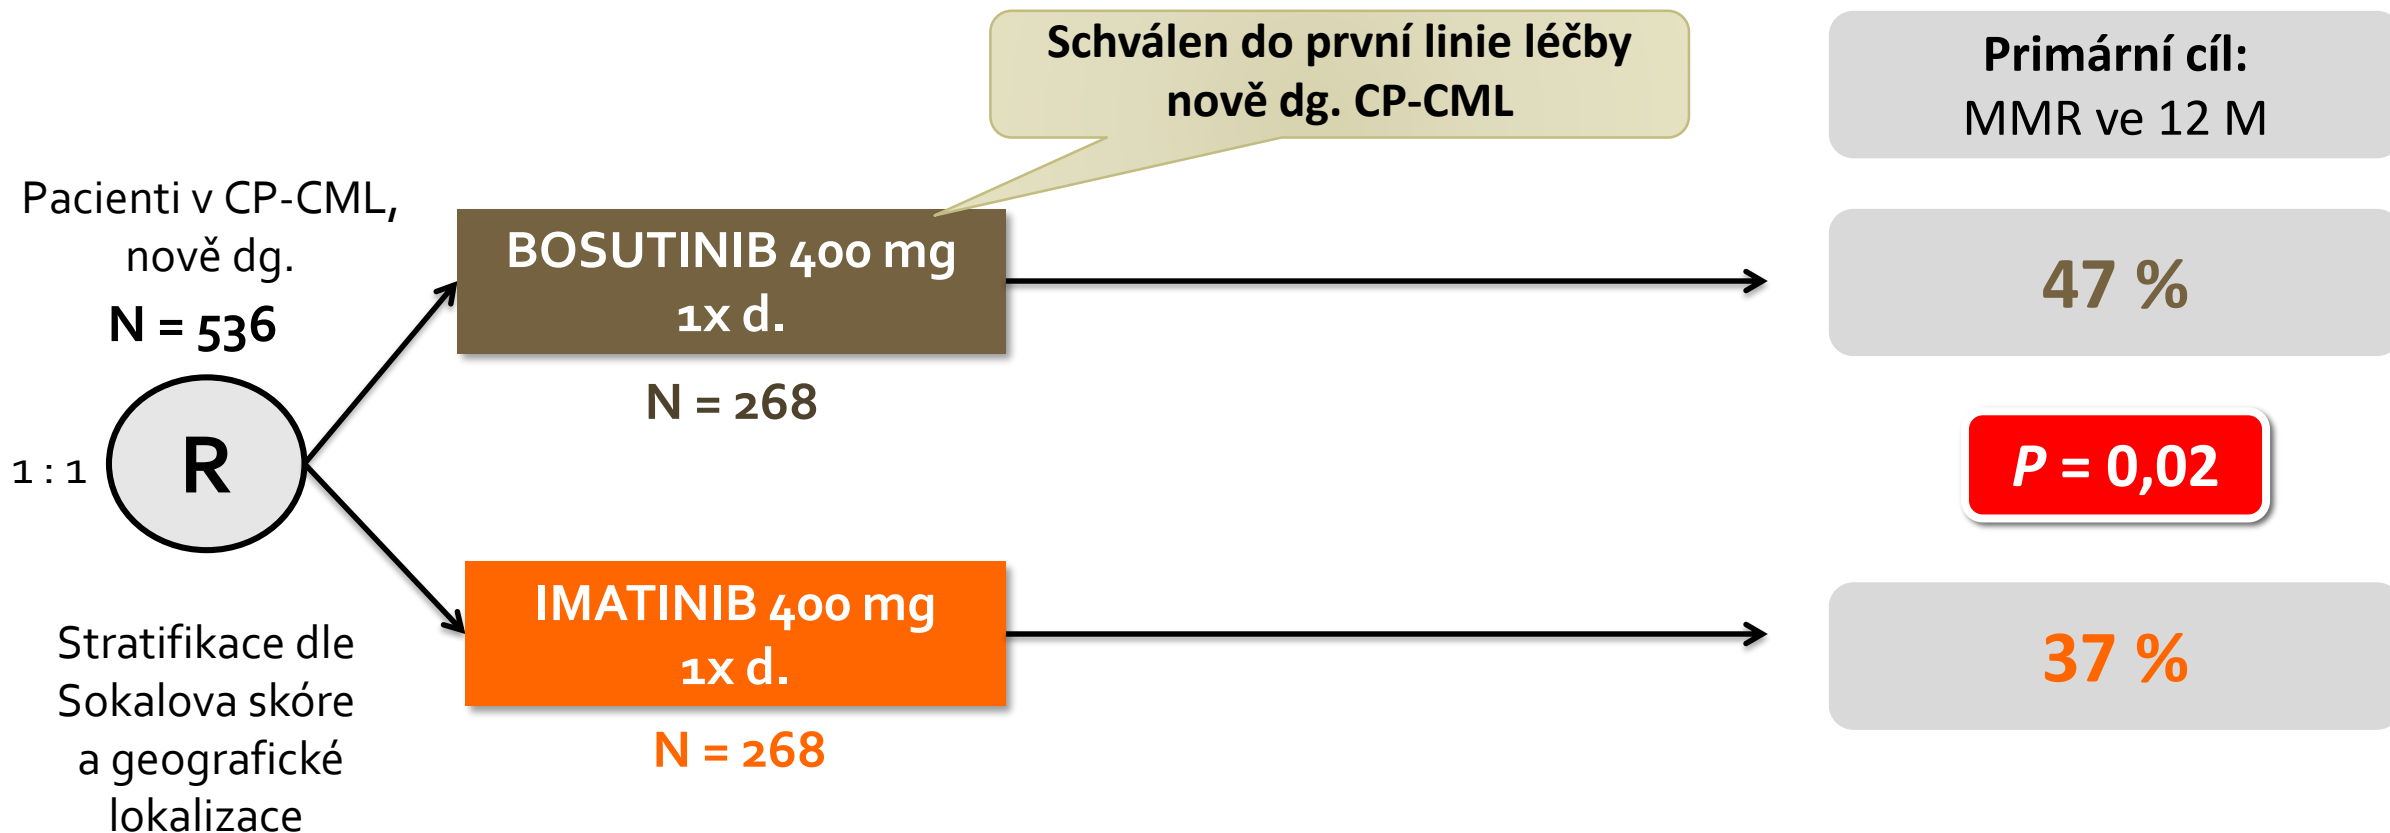 Schválen do první linie léčby
nově dg. CP-CML
Primární cíl:
MMR ve 12 M
Pacienti v CP-CML,
nově dg.
N = 536
BOSUTINIB 400 mg
1x d.
47 %
N = 268
1 : 1
R
P = 0,02
IMATINIB 400 mg
1x d.
37 %
N = 268
Stratifikace dle
Sokalova skóre
a geografické
lokalizace